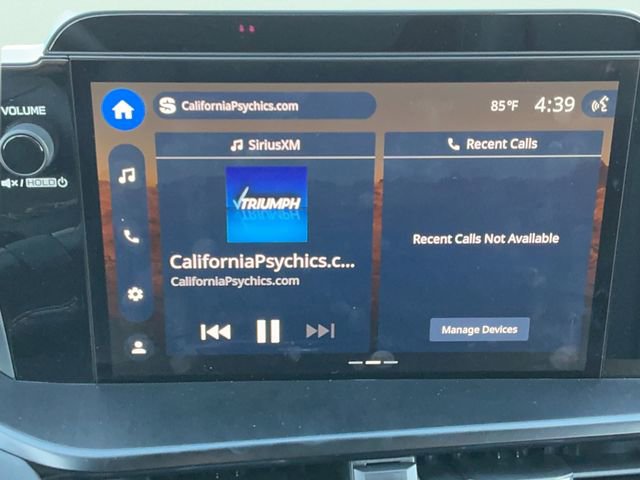 VOLUME
/ HOLD
CaliforniaPsychics.com
85°F 4:39
SiriusXM
TRIUMPH
CaliforniaPsychics.c...
CaliforniaPsychics.com
Recent Calls
Recent Calls Not Available
Manage Devices